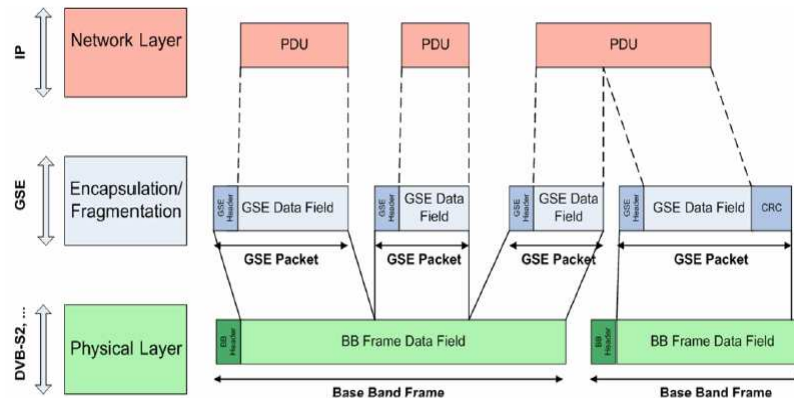 IP
Network Layer
PDU
PDU
PDU
GSE
Encapsulation/
Fragmentation
GSE
Header
GSE Data Field
GSE
Header
GSE Data
Field
GSE
Header
GSE Data
Field
GSE
Header
GSE Data Field
CRC
GSE Packet
GSE Packet
GSE Packet
GSE Packet
DVB-S2, ...
Physical Layer
BB
Header
BB Frame Data Field
BB
Header
BB Frame Data Field
Base Band Frame
Base Band Frame